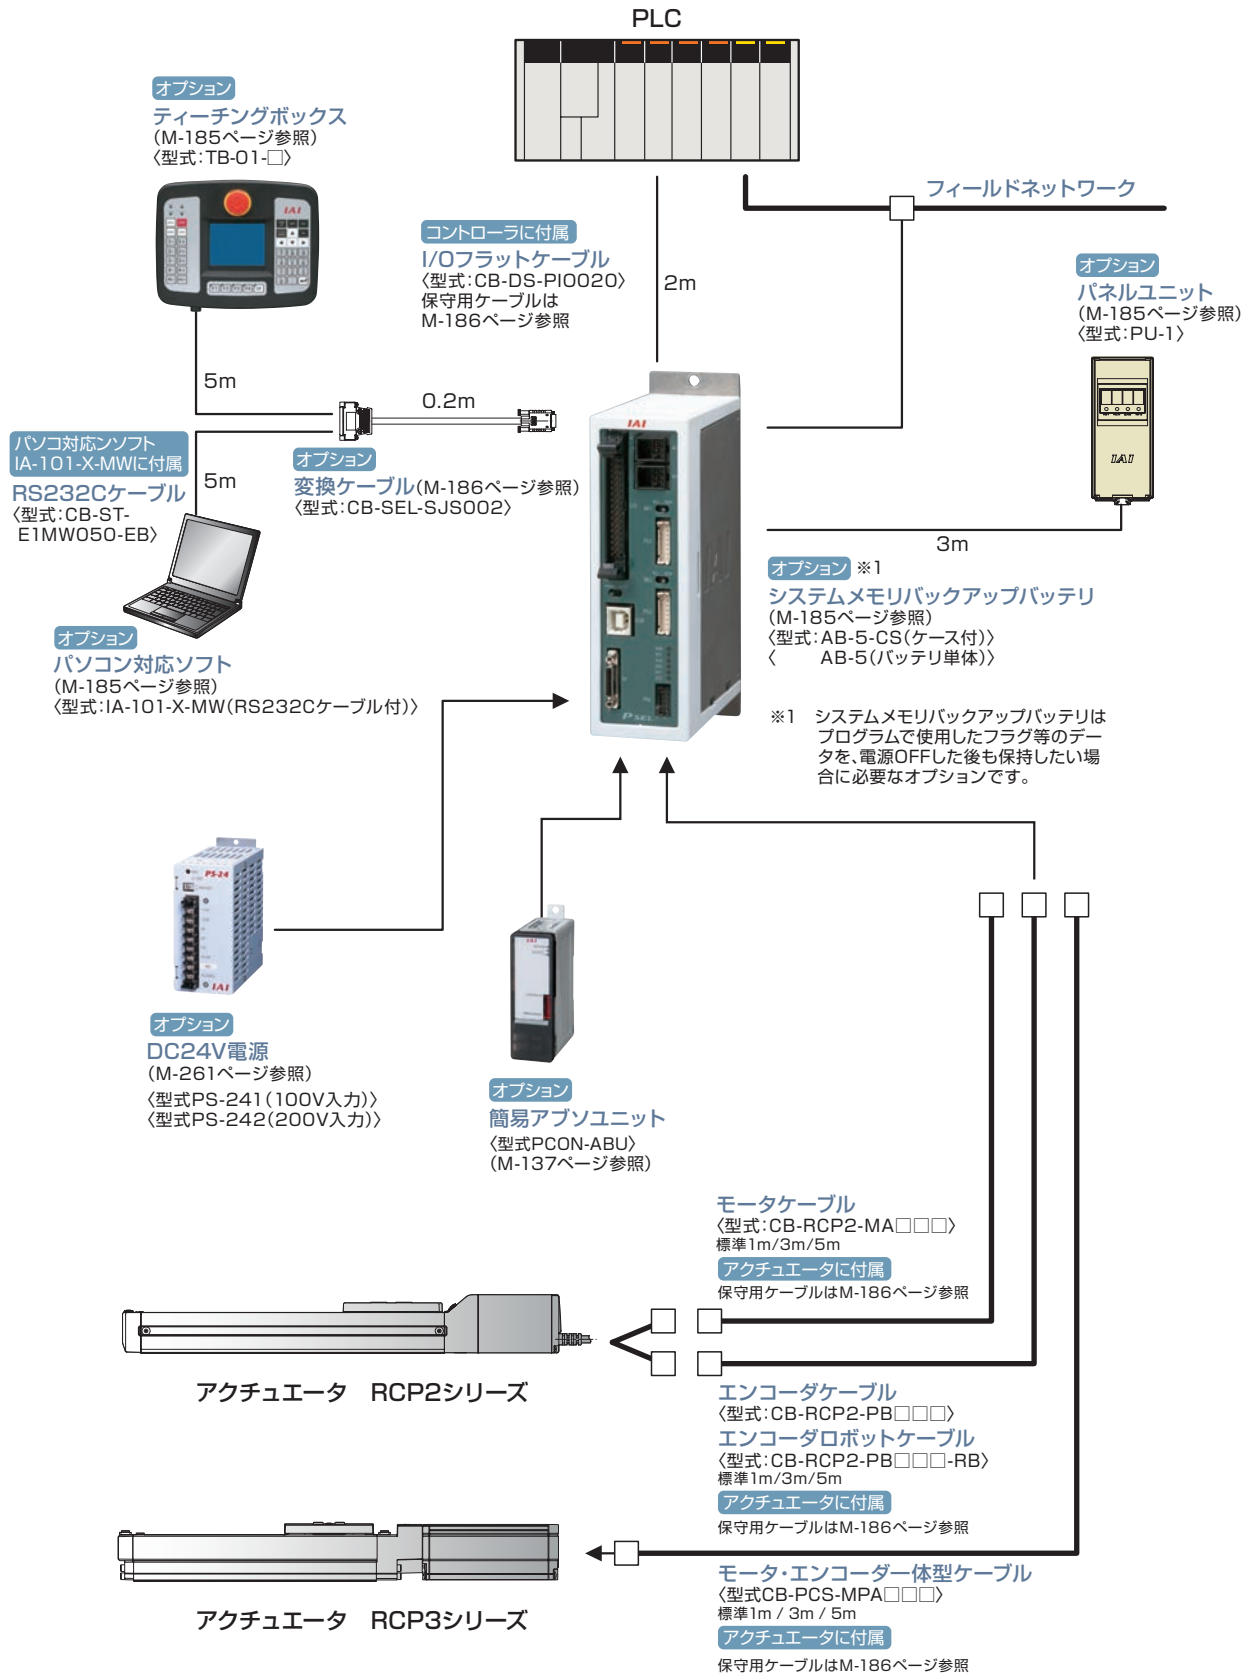 PLC
オプション
ティーチングボックス
(M-185ページ参照)
〈型式:TB-01-□〉
IAI
フィールドネットワーク
コントローラに付属
I/Oフラットケーブル
〈型式:CB-DS-PIO020〉
保守用ケーブルは
M-186ページ参照
2m
オプション
パネルユニット
(M-185ページ参照)
〈型式:PU-1〉
IAI
5m
0.2m
パソコ対応ンソフト
IA-101-X-MWに付属
RS232Cケーブル
〈型式:CB-ST-
E1MW050-EB〉
5m
オプション
変換ケーブル(M-186ページ参照)
〈型式:CB-SEL-SJS002〉
IAI
PSEL
3m
オプション ※1
システムメモリバックアップバッテリ
(M-185ページ参照)
〈型式:AB-5-CS(ケース付)〉
〈 AB-5(バッテリ単体)〉
オプション
パソコン対応ソフト
(M-185ページ参照)
〈型式:IA-101-X-MW(RS232Cケーブル付)〉
※1 システムメモリバックアップバッテリは
プログラムで使用したフラグ等のデー
タを、電源OFFした後も保持したい場
合に必要なオプションです。
PS-24
IAI
オプション
DC24V電源
(M-261ページ参照)
〈型式PS-241(100V入力)〉
〈型式PS-242(200V入力)〉
IAI
オプション
簡易アブソユニット
〈型式PCON-ABU〉
(M-137ページ参照)
モータケーブル
〈型式:CB-RCP2-MA□□□〉
標準1m/3m/5m
アクチュエータに付属
保守用ケーブルはM-186ページ参照
アクチュエータ RCP2シリーズ
エンコーダケーブル
〈型式:CB-RCP2-PB□□□〉
エンコーダロボットケーブル
〈型式:CB-RCP2-PB□□□-RB〉
標準1m/3m/5m
アクチュエータに付属
保守用ケーブルはM-186ページ参照
アクチュエータ RCP3シリーズ
モータ・エンコーダ一体型ケーブル
〈型式CB-PCS-MPA□□□〉
標準1m / 3m / 5m
アクチュエータに付属
保守用ケーブルはM-186ページ参照